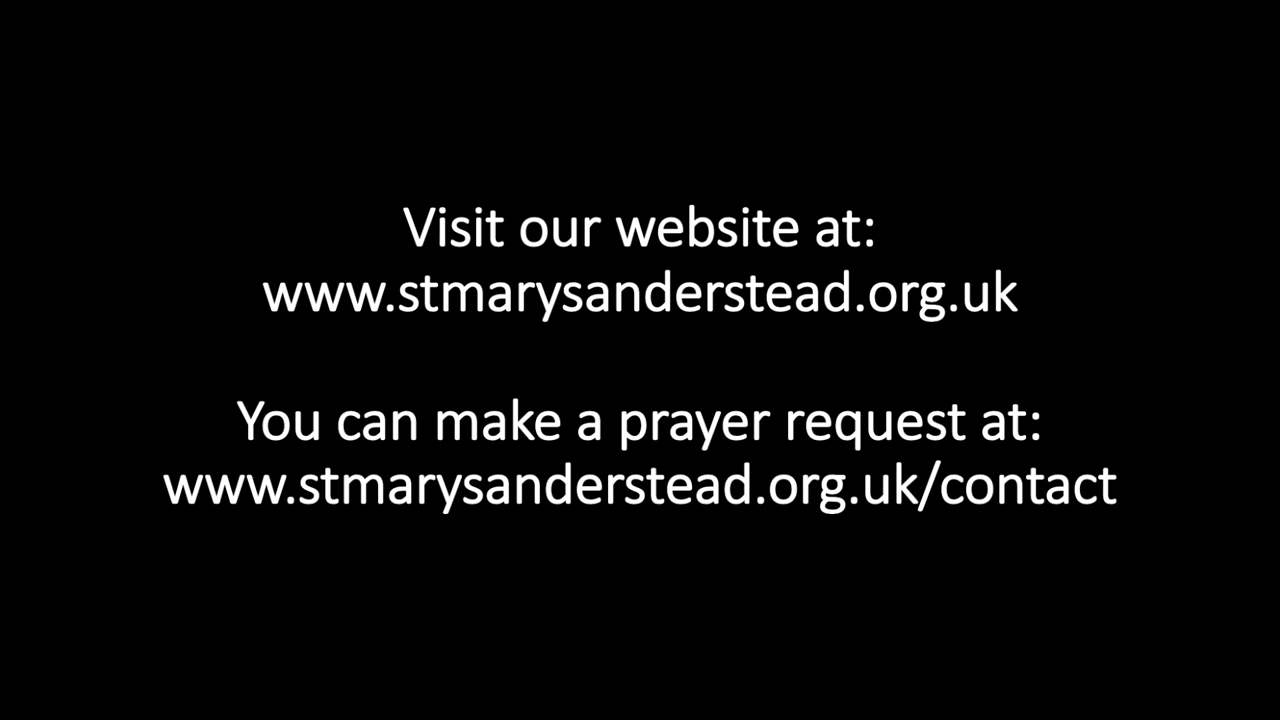 Visit our website at:
www.stmarysanderstead.org.uk
You can make a prayer request at:
www.stmarysanderstead.org.uk/contact